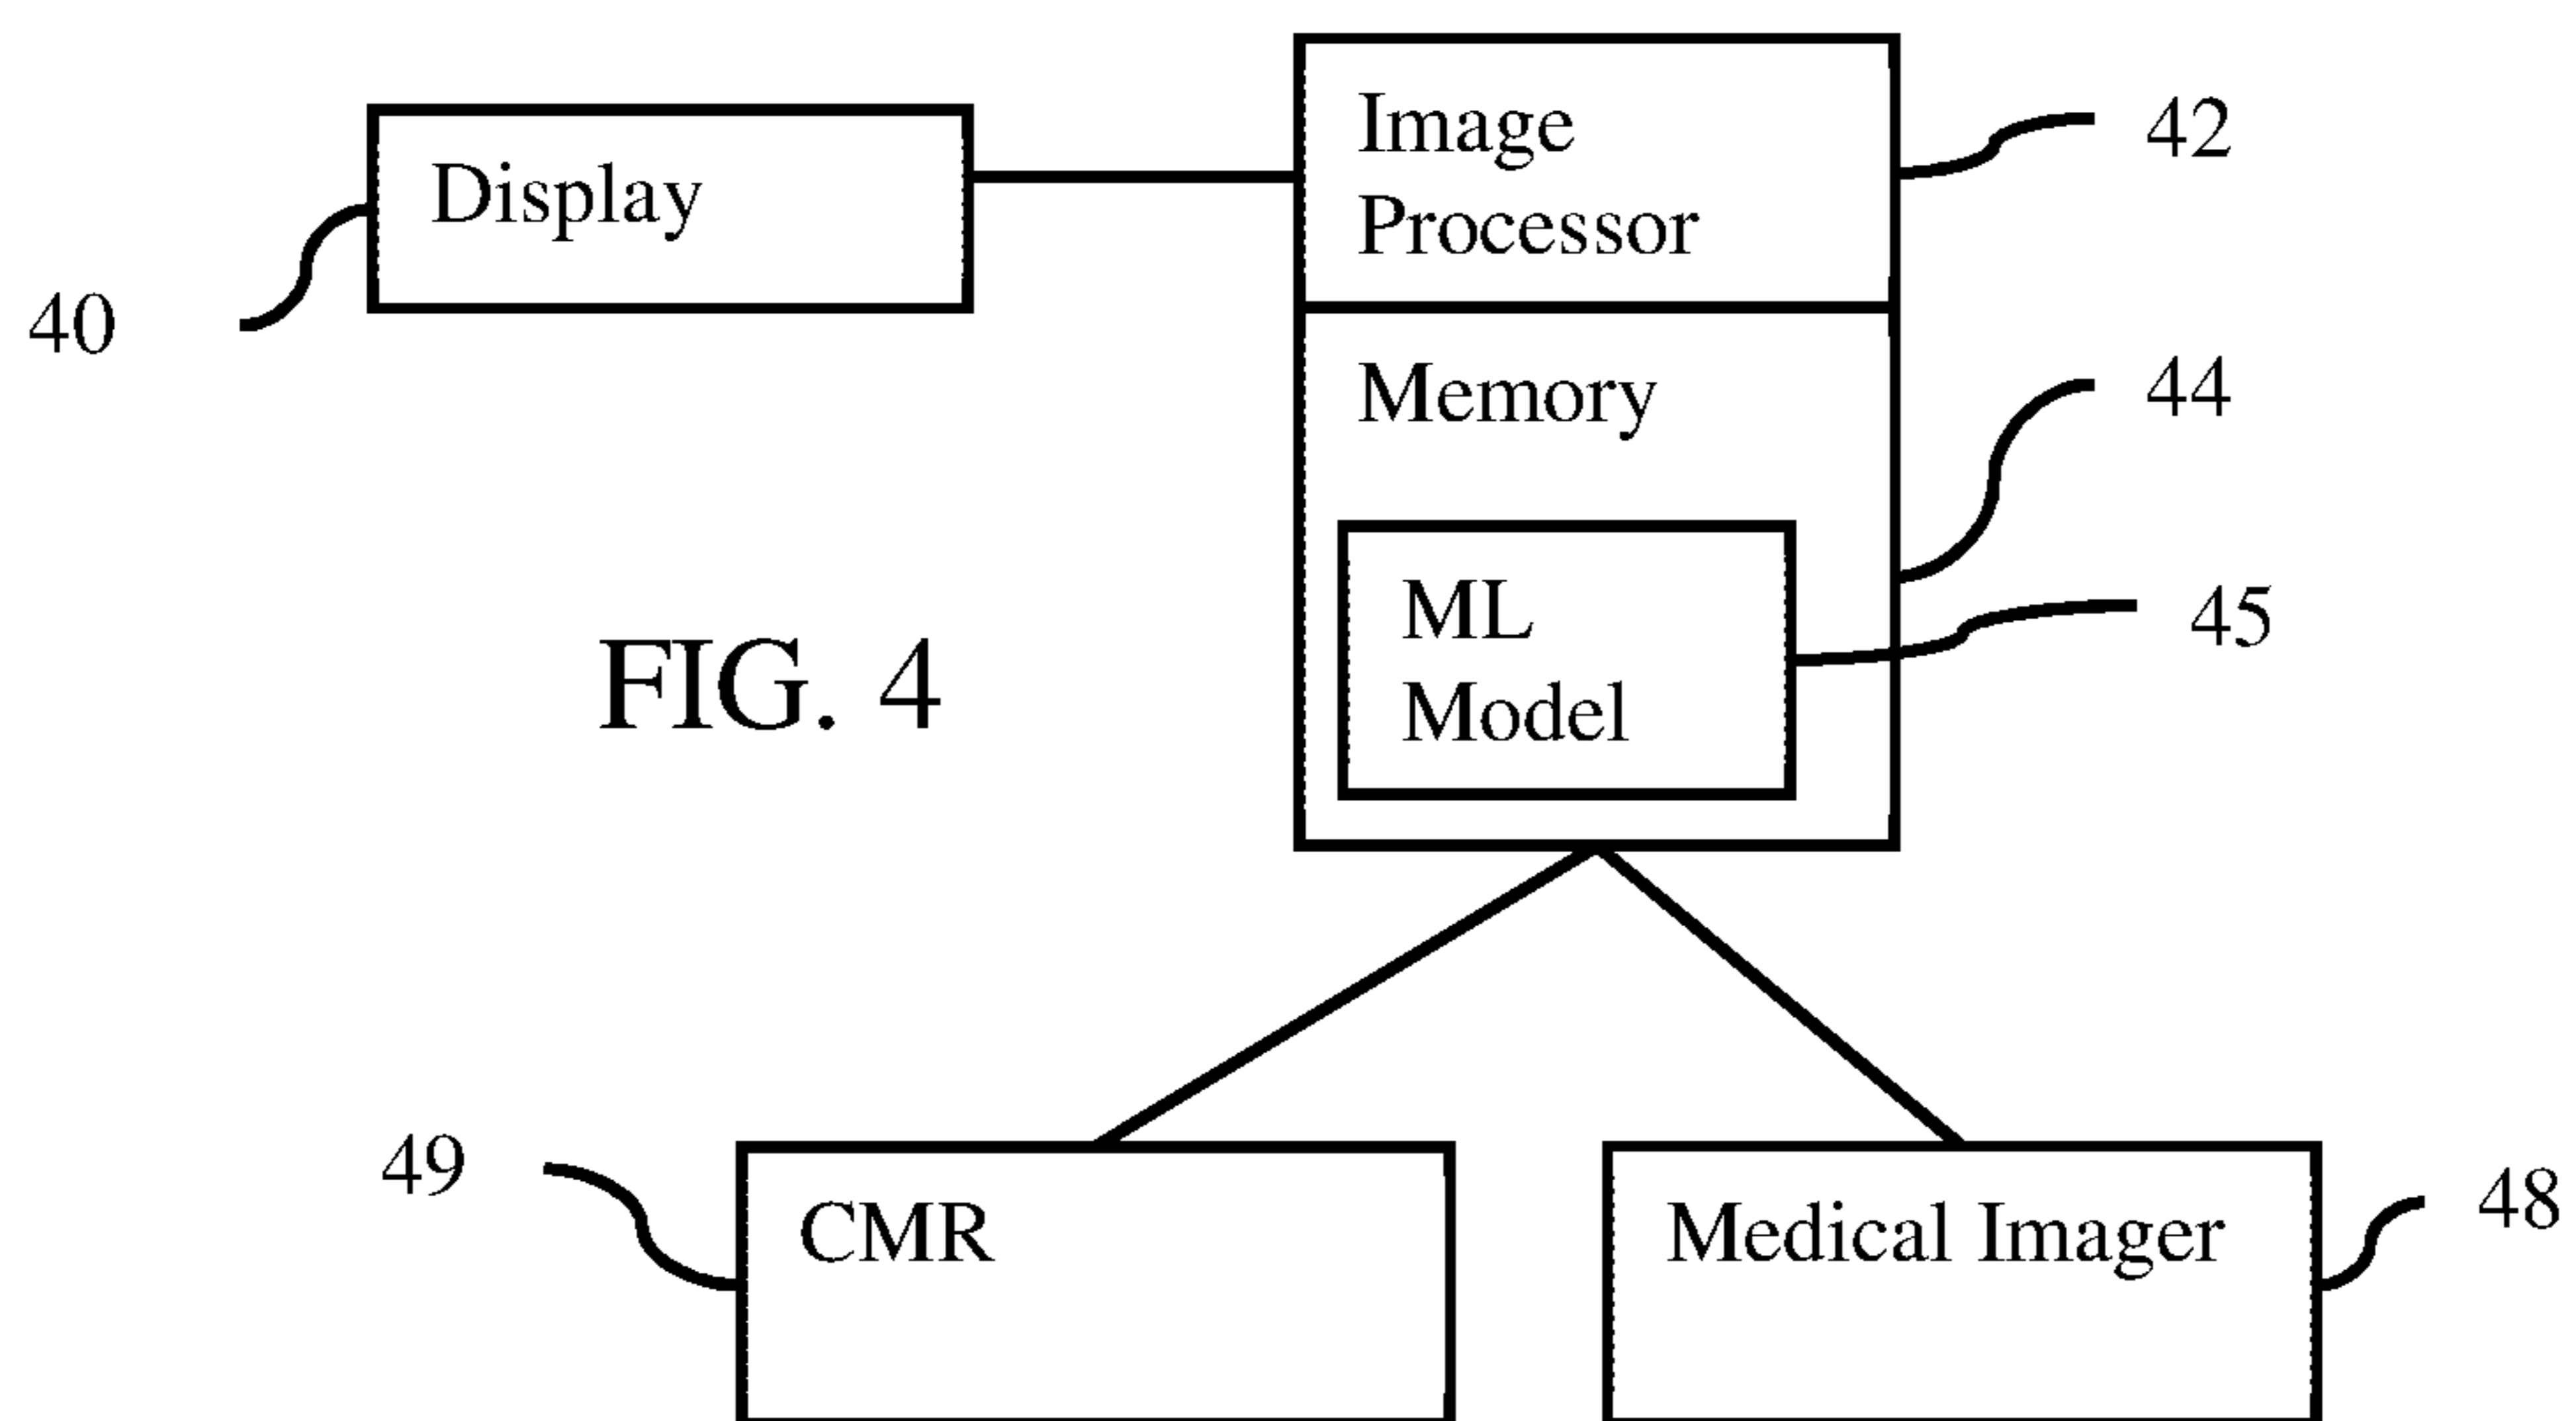 Image
Processor
42
Display
40
Memory
44
ML
Model
45
FIG. 4
49
CMR
Medical Imager
48